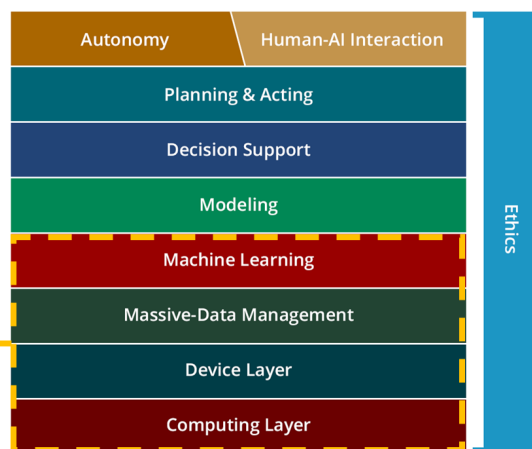 Autonomy
Human-AI Interaction
Planning & Acting
Decision Support
Modeling
Machine Learning
Massive-Data Management
Device Layer
Computing Layer
Ethics